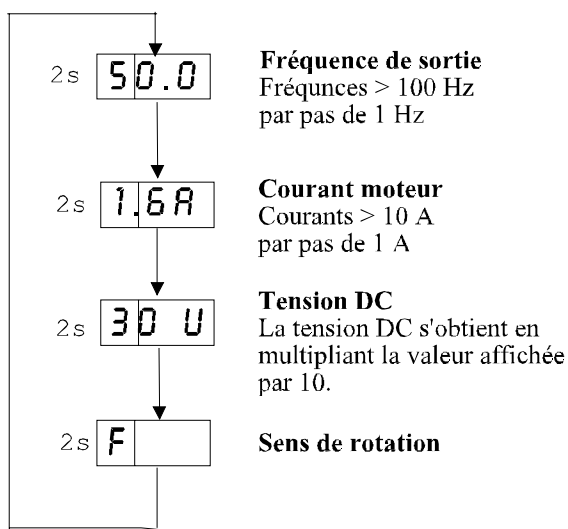 2s 50.0 Fréquence de sortie
Fréqunces > 100 Hz
par pas de 1 Hz
2s 1.6A Courant moteur
Courants > 10 A
par pas de 1 A
2s 30 U Tension DC
La tension DC s'obtient en
multipliant la valeur affichée
par 10.
2s F Sens de rotation